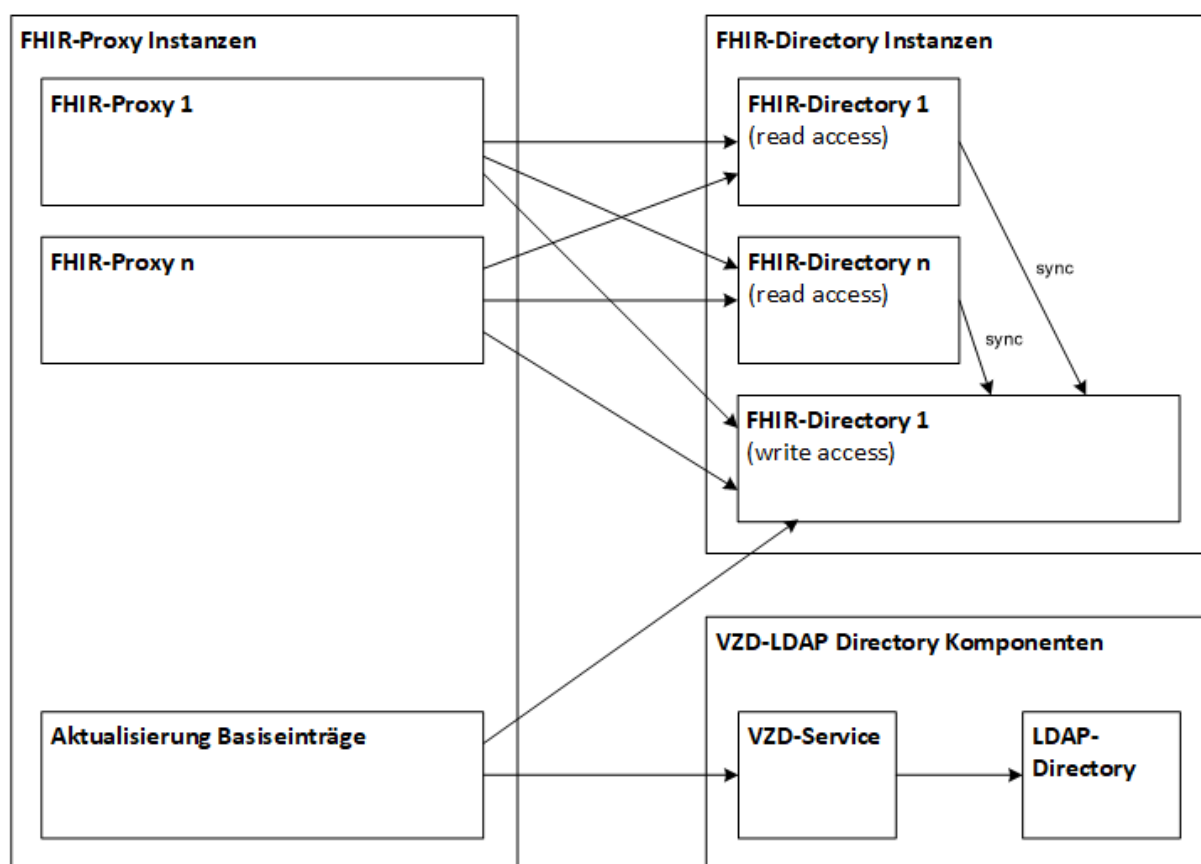 FHIR-Proxy Instanzen
FHIR-Proxy 1
FHIR-Proxy n
Aktualisierung Basiseinträge
FHIR-Directory Instanzen
FHIR-Directory 1
(read access)
FHIR-Directory n
(read access)
sync
sync
FHIR-Directory 1
(write access)
VZD-LDAP Directory Komponenten
VZD-Service
LDAP-
Directory